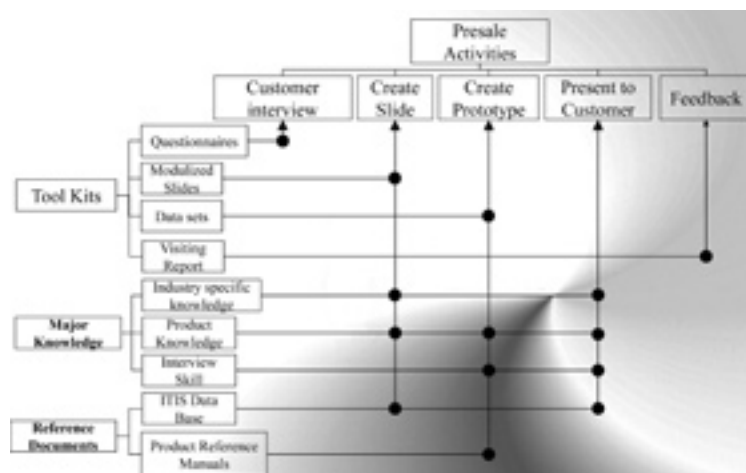 Presale
Activities
Customer
interview
Create
Slide
Create
Prototype
Present to
Customer
Feedback
Tool Kits
Questionnaires
Modulized
Slides
Data sets
Visiting
Report
Major
Knowledge
Industry specific
knowledge
Product
Knowledge
Interview
Skill
Reference
Documents
ITIS Data
Base
Product Reference
Manuals